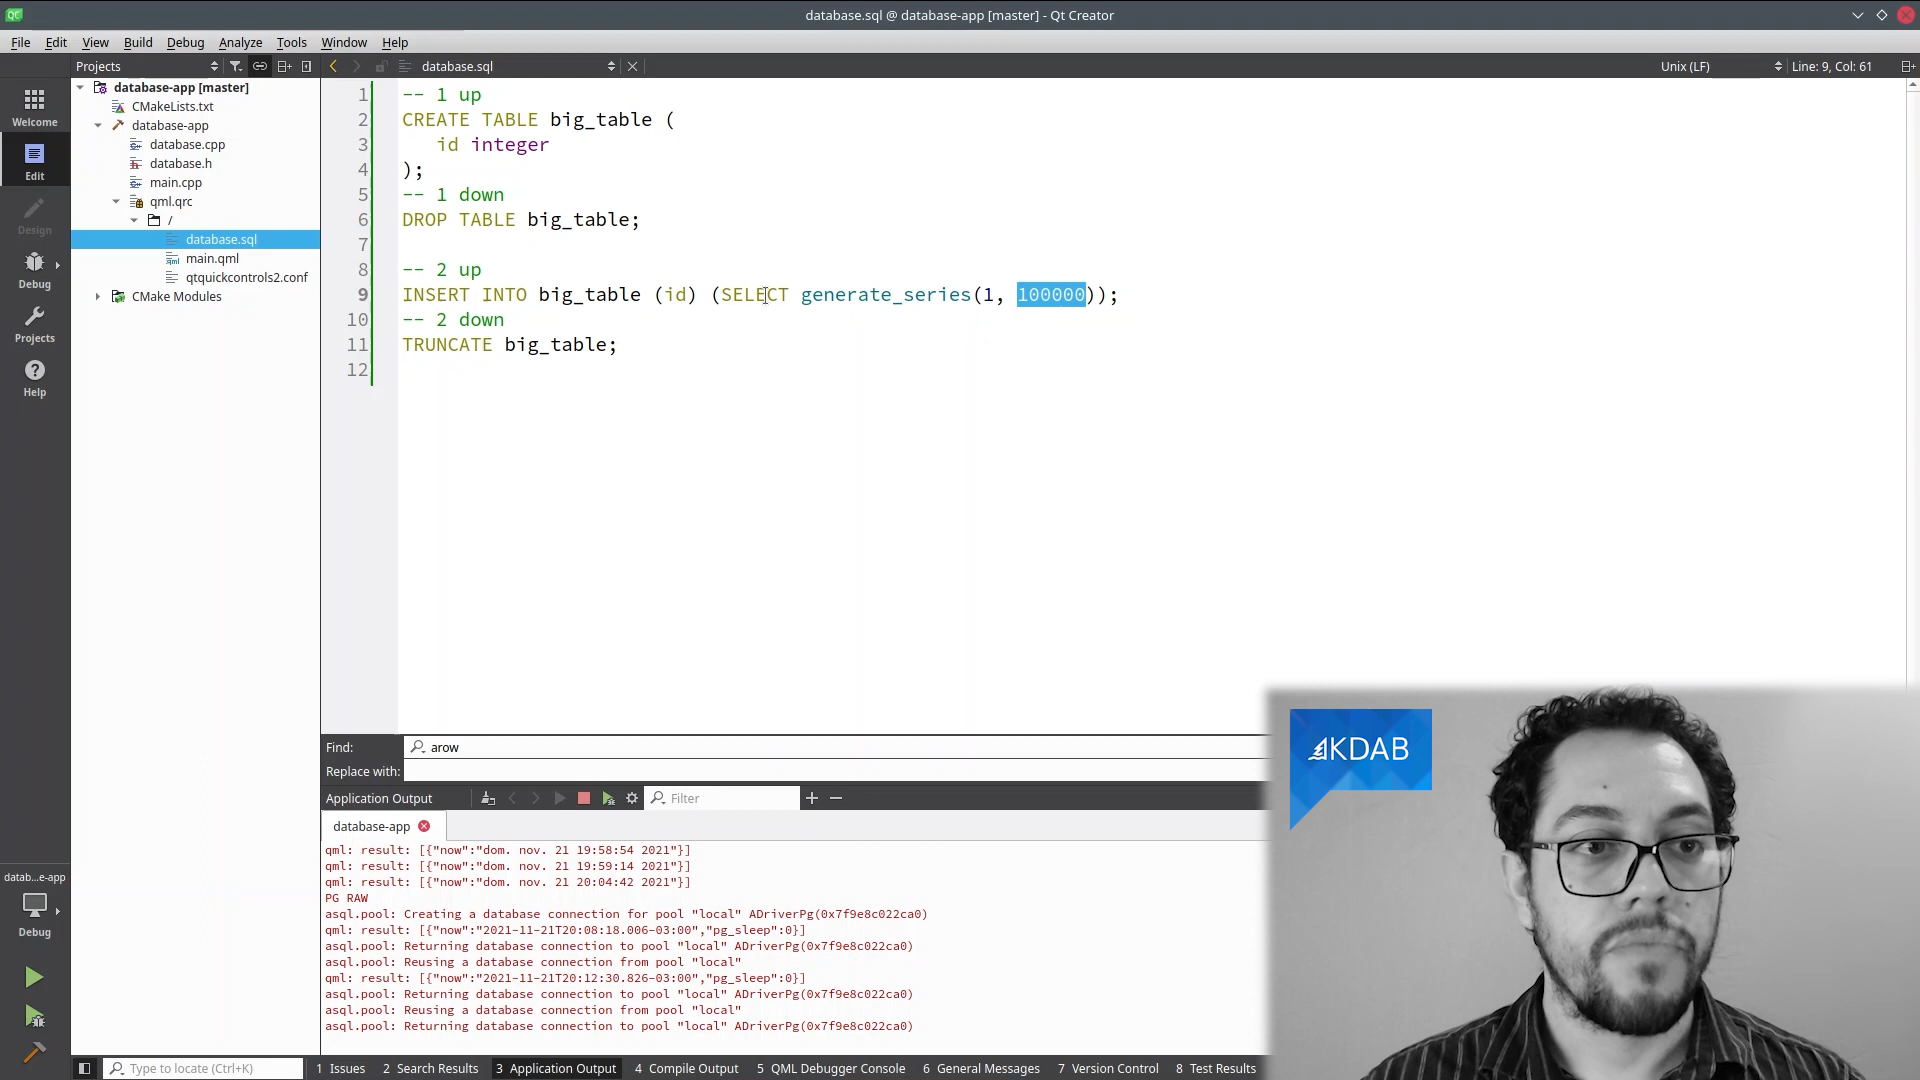 database.sql @ database-app [master] - Qt Creator
File Edit View Build Debug Analyze Tools Window Help
Projects
database.sql
Unix (LF)
Line: 9, Col: 61
Welcome
Edit
Design
Debug
Projects
Help
database-app [master]
CMakeLists.txt
database-app
database.cpp
database.h
main.cpp
qml.qrc
/
database.sql
main.qml
qtquickcontrols2.conf
CMake Modules
1 -- 1 up
2 CREATE TABLE big_table (
3 id integer
4 );
5 -- 1 down
6 DROP TABLE big_table;
7
8 -- 2 up
9 INSERT INTO big_table (id) (SELECT generate_series(1, 100000));
10 -- 2 down
11 TRUNCATE big_table;
12
Find: arow
Replace with:
Application Output
Filter
database-app
qml: result: [{"now":"dom. nov. 21 19:58:54 2021"}]
qml: result: [{"now":"dom. nov. 21 19:59:14 2021"}]
qml: result: [{"now":"dom. nov. 21 20:04:42 2021"}]
PG RAW
asql.pool: Creating a database connection for pool "local" ADriverPg(0x7f9e8c022ca0)
qml: result: [{"now":"2021-11-21T20:08:18.006-03:00","pg_sleep":0}]
asql.pool: Returning database connection to pool "local" ADriverPg(0x7f9e8c022ca0)
asql.pool: Reusing a database connection from pool "local"
qml: result: [{"now":"2021-11-21T20:12:30.826-03:00","pg_sleep":0}]
asql.pool: Returning database connection to pool "local" ADriverPg(0x7f9e8c022ca0)
asql.pool: Reusing a database connection from pool "local"
asql.pool: Returning database connection to pool "local" ADriverPg(0x7f9e8c022ca0)
datab...e-app
Debug
Type to locate (Ctrl+K)
1 Issues 2 Search Results 3 Application Output 4 Compile Output 5 QML Debugger Console 6 General Messages 7 Version Control 8 Test Results
KDAB